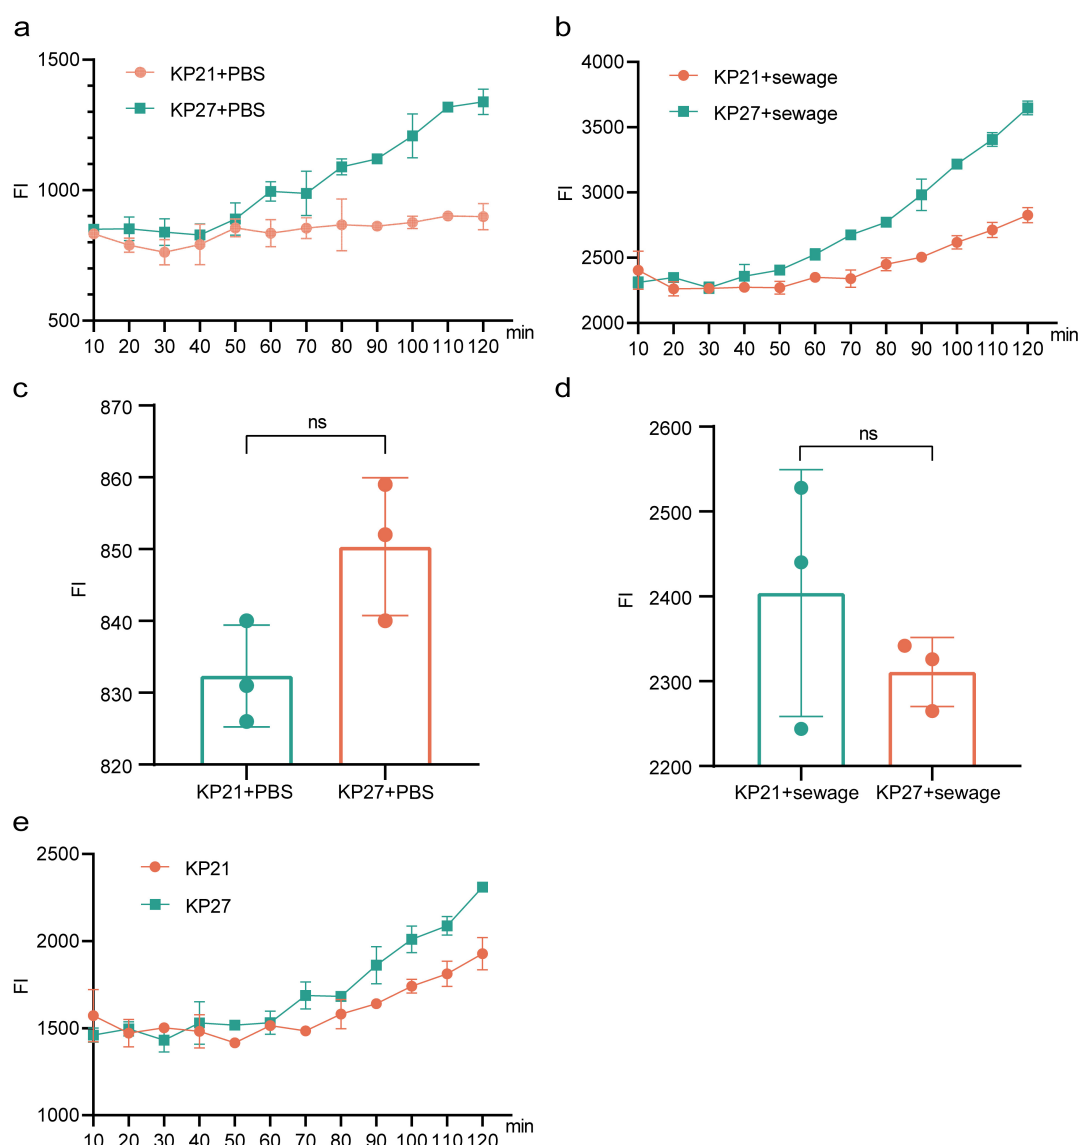 a
1500
1000
500
FI
KP21+PBS
KP27+PBS
10 20 30 40 50 60 70 80 90 100 110 120
min
b
4000
3500
3000
2500
2000
FI
KP21+sewage
KP27+sewage
10 20 30 40 50 60 70 80 90 100 110 120
min
c
870
860
850
840
830
820
FI
ns
KP21+PBS KP27+PBS
d
2600
2500
2400
2300
2200
FI
ns
KP21+sewage KP27+sewage
e
2500
2000
1500
1000
FI
KP21
KP27
10 20 30 40 50 60 70 80 90 100 110 120
min